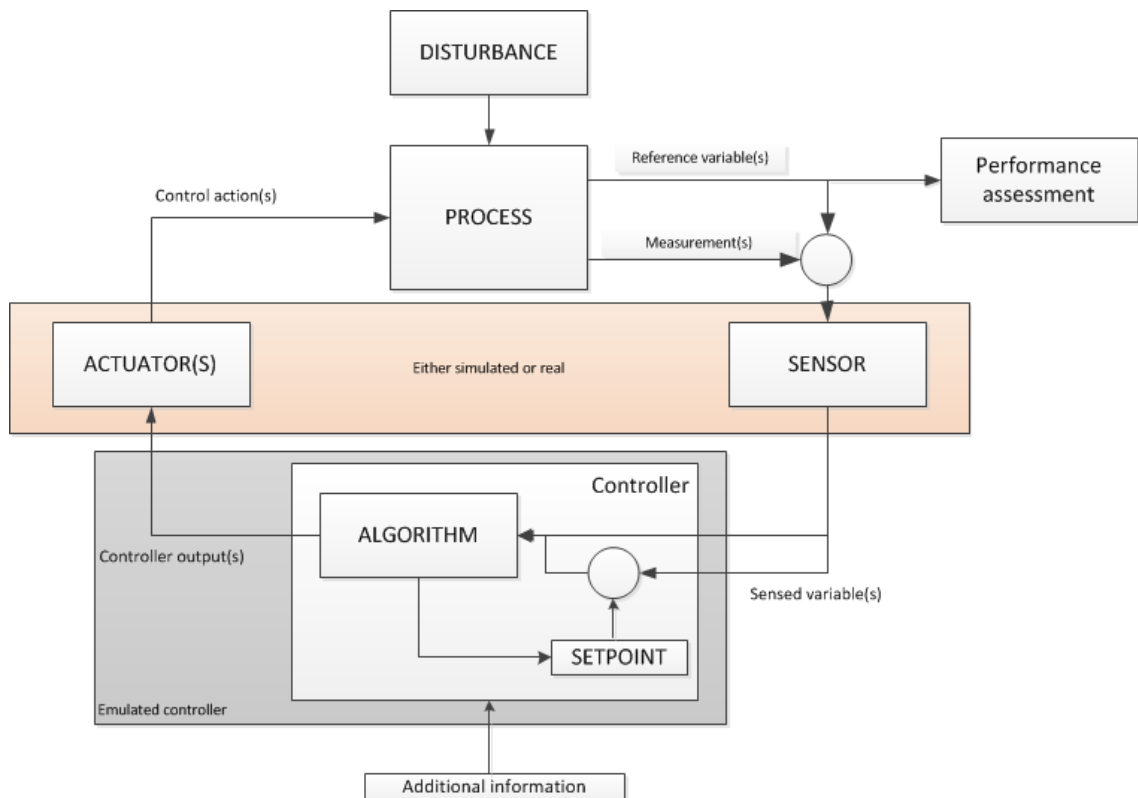 DISTURBANCE
Reference variable(s)
Performance
assessment
Control action(s)
PROCESS
Measurement(s)
ACTUATOR(S)
Either simulated or real
SENSOR
Controller
ALGORITHM
Controller output(s)
Sensed variable(s)
SETPOINT
Emulated controller
Additional information